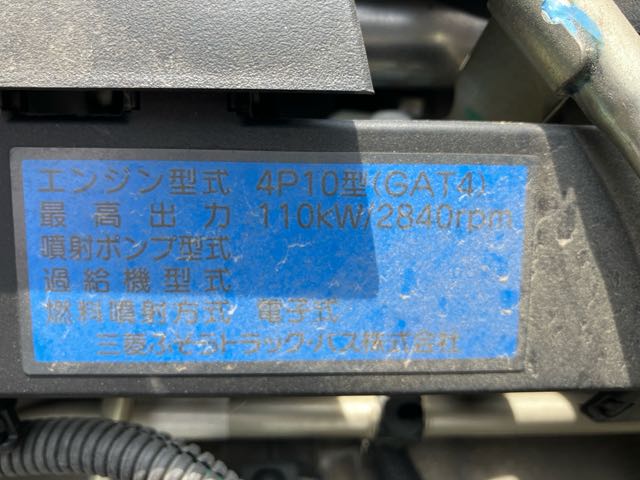 エンジン型式 4P10型(GAT4)
最高出力 110kW/2840rpm
噴射ポンプ型式
過給機型式
燃料噴射方式 電子式
三菱ふそうトラック・バス株式会社